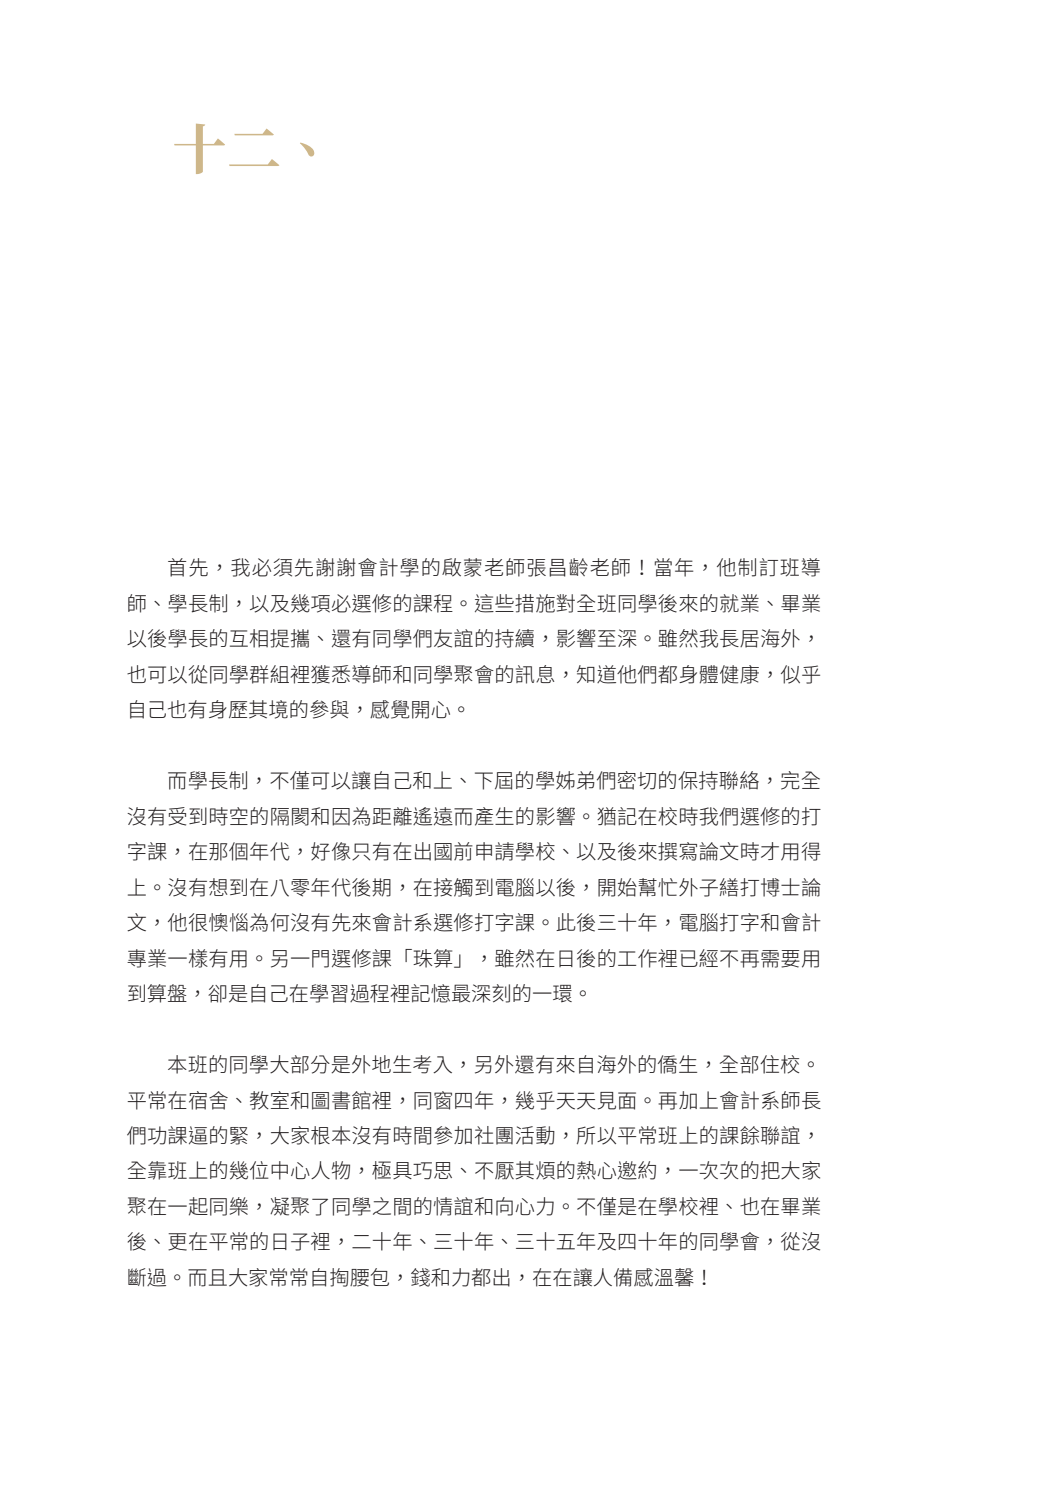 十二、
首先，我必須先謝謝會計學的啟蒙老師張昌齡老師！當年，他制訂班導
師、學長制，以及幾項必選修的課程。這些措施對全班同學後來的就業、畢業
以後學長的互相提攜、還有同學們友誼的持續，影響至深。雖然我長居海外，
也可以從同學群組裡獲悉導師和同學聚會的訊息，知道他們都身體健康，似乎
自己也有身歷其境的參與，感覺開心。
而學長制，不僅可以讓自己和上、下屆的學姊弟們密切的保持聯絡，完全
沒有受到時空的隔閡和因為距離遙遠而產生的影響。猶記在校時我們選修的打
字課，在那個年代，好像只有在出國前申請學校、以及後來撰寫論文時才用得
上。沒有想到在八零年代後期，在接觸到電腦以後，開始幫忙外子繕打博士論
文，他很懊惱為何沒有先來會計系選修打字課。此後三十年，電腦打字和會計
專業一樣有用。另一門選修課「珠算」，雖然在日後的工作裡已經不再需要用
到算盤，卻是自己在學習過程裡記憶最深刻的一環。
本班的同學大部分是外地生考入，另外還有來自海外的僑生，全部住校。
平常在宿舍、教室和圖書館裡，同窗四年，幾乎天天見面。再加上會計系師長
們功課逼的緊，大家根本沒有時間參加社團活動，所以平常班上的課餘聯誼，
全靠班上的幾位中心人物，極具巧思、不厭其煩的熱心邀約，一次次的把大家
聚在一起同樂，凝聚了同學之間的情誼和向心力。不僅是在學校裡、也在畢業
後、更在平常的日子裡，二十年、三十年、三十五年及四十年的同學會，從沒
斷過。而且大家常常自掏腰包，錢和力都出，在在讓人備感溫馨！